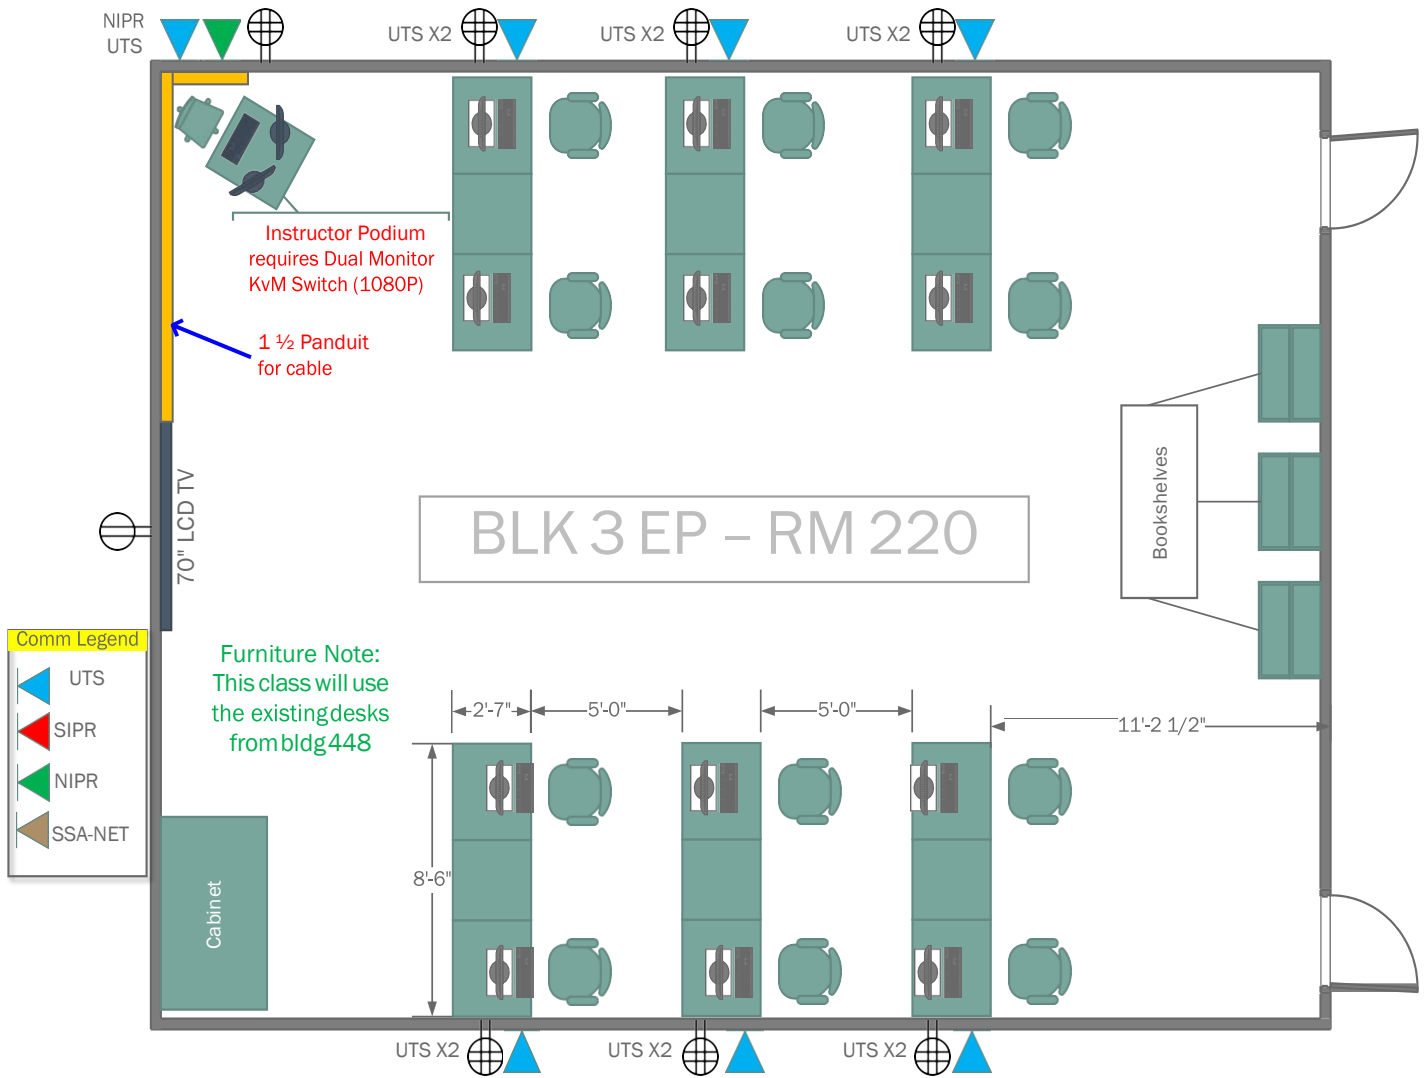 NIPR
UTS
UTS X2
UTS X2
UTS X2
Instructor Podium
requires Dual Monitor
KvM Switch (1080P)
1 ½ Panduit
for cable
70" LCD TV
BLK 3 EP – RM 220
Bookshelves
Comm Legend
UTS
SIPR
NIPR
SSA-NET
Furniture Note:
This class will use
the existing desks
from bldg 448
2'-7"
5'-0"
5'-0"
11'-2 1/2"
8'-6"
Cabinet
UTS X2
UTS X2
UTS X2